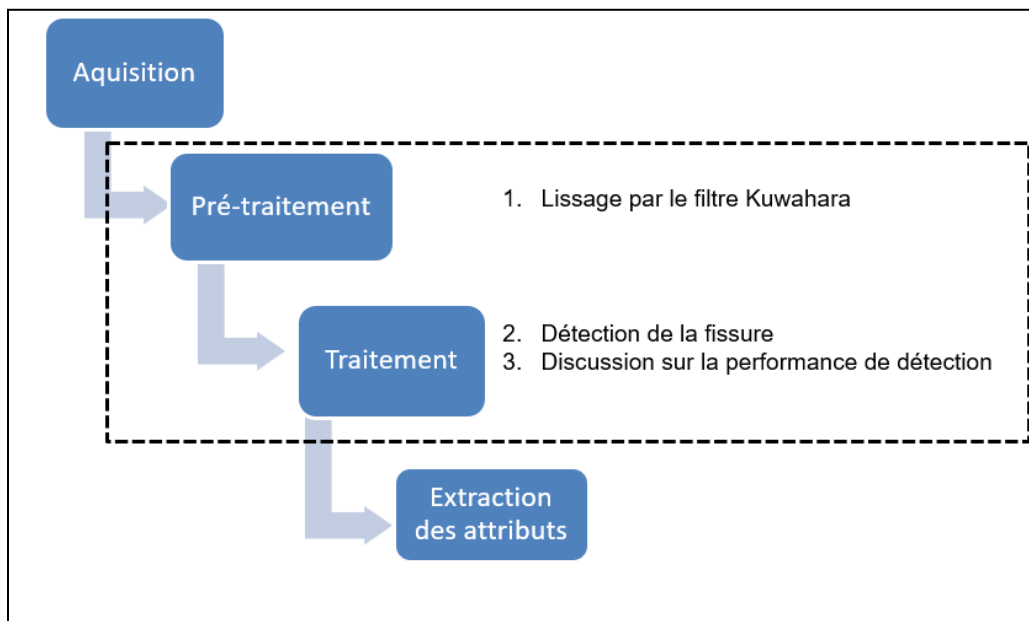 Aquisition
Pré-traitement
1. Lissage par le filtre Kuwahara
Traitement
2. Détection de la fissure
3. Discussion sur la performance de détection
Extraction
des attributs